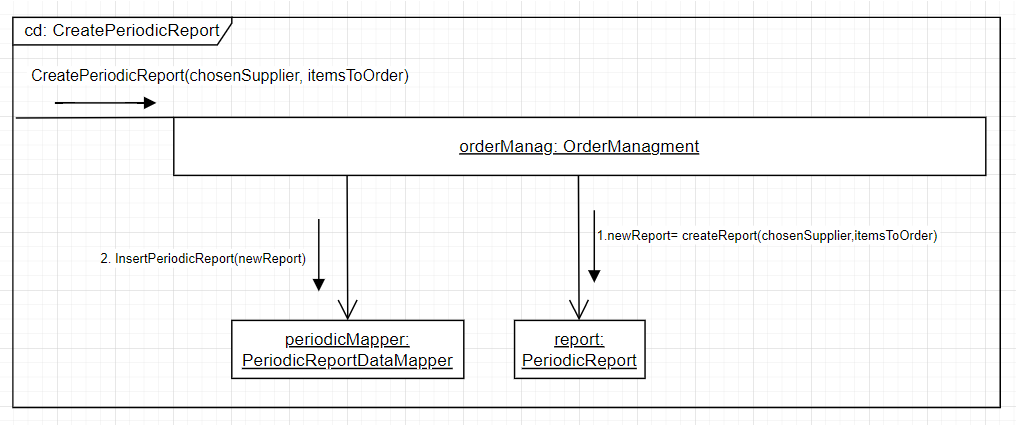 cd: CreatePeriodicReport
CreatePeriodicReport(chosenSupplier, itemsToOrder)
orderManag: OrderManagment
1.newReport= createReport(chosenSupplier,itemsToOrder)
2. InsertPeriodicReport(newReport)
periodicMapper:
PeriodicReportDataMapper
report:
PeriodicReport